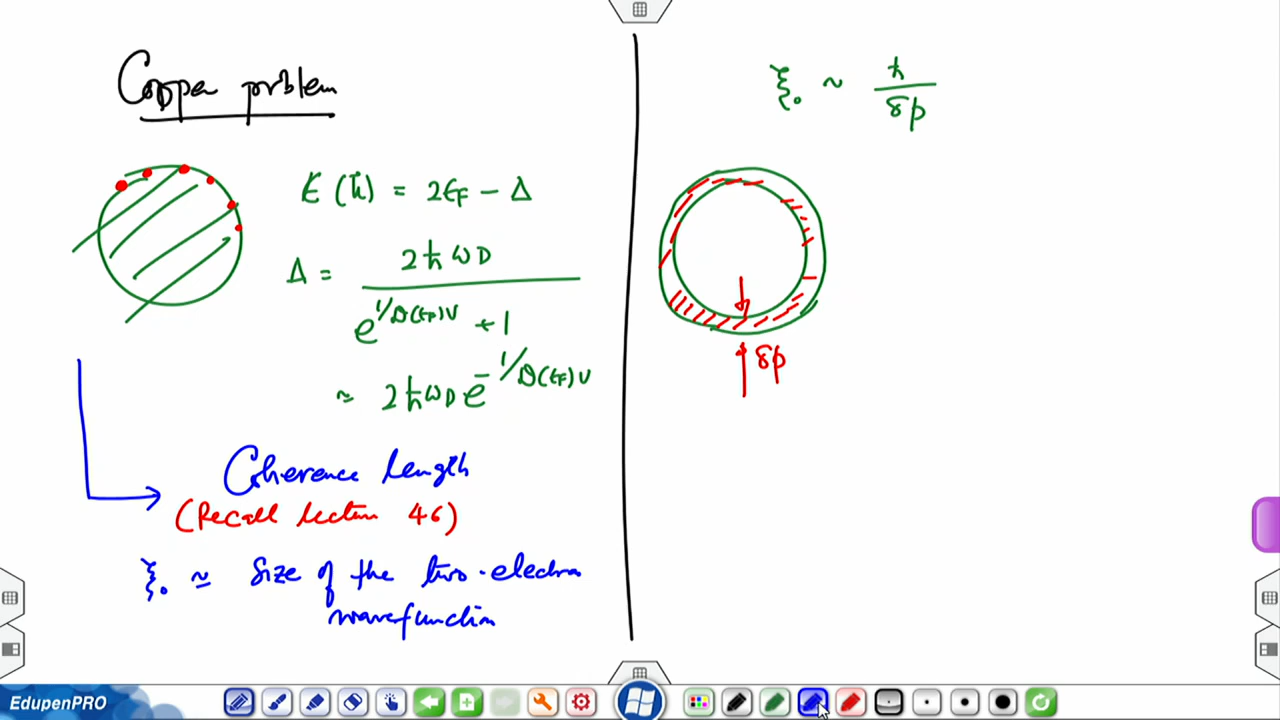 Cooper problem
E(k) = 2ϵF − Δ
Δ = 2ħωD / (e^{1/D(ϵF)V} + 1)
≃ 2ħωD e^{−1/D(ϵF)V}
Coherence length
(Recall lecture 46)
ξ₀ ≃ Size of the two-electron
wavefunction
ξ₀ ~ ħ / δp
δp
EdupenPRO